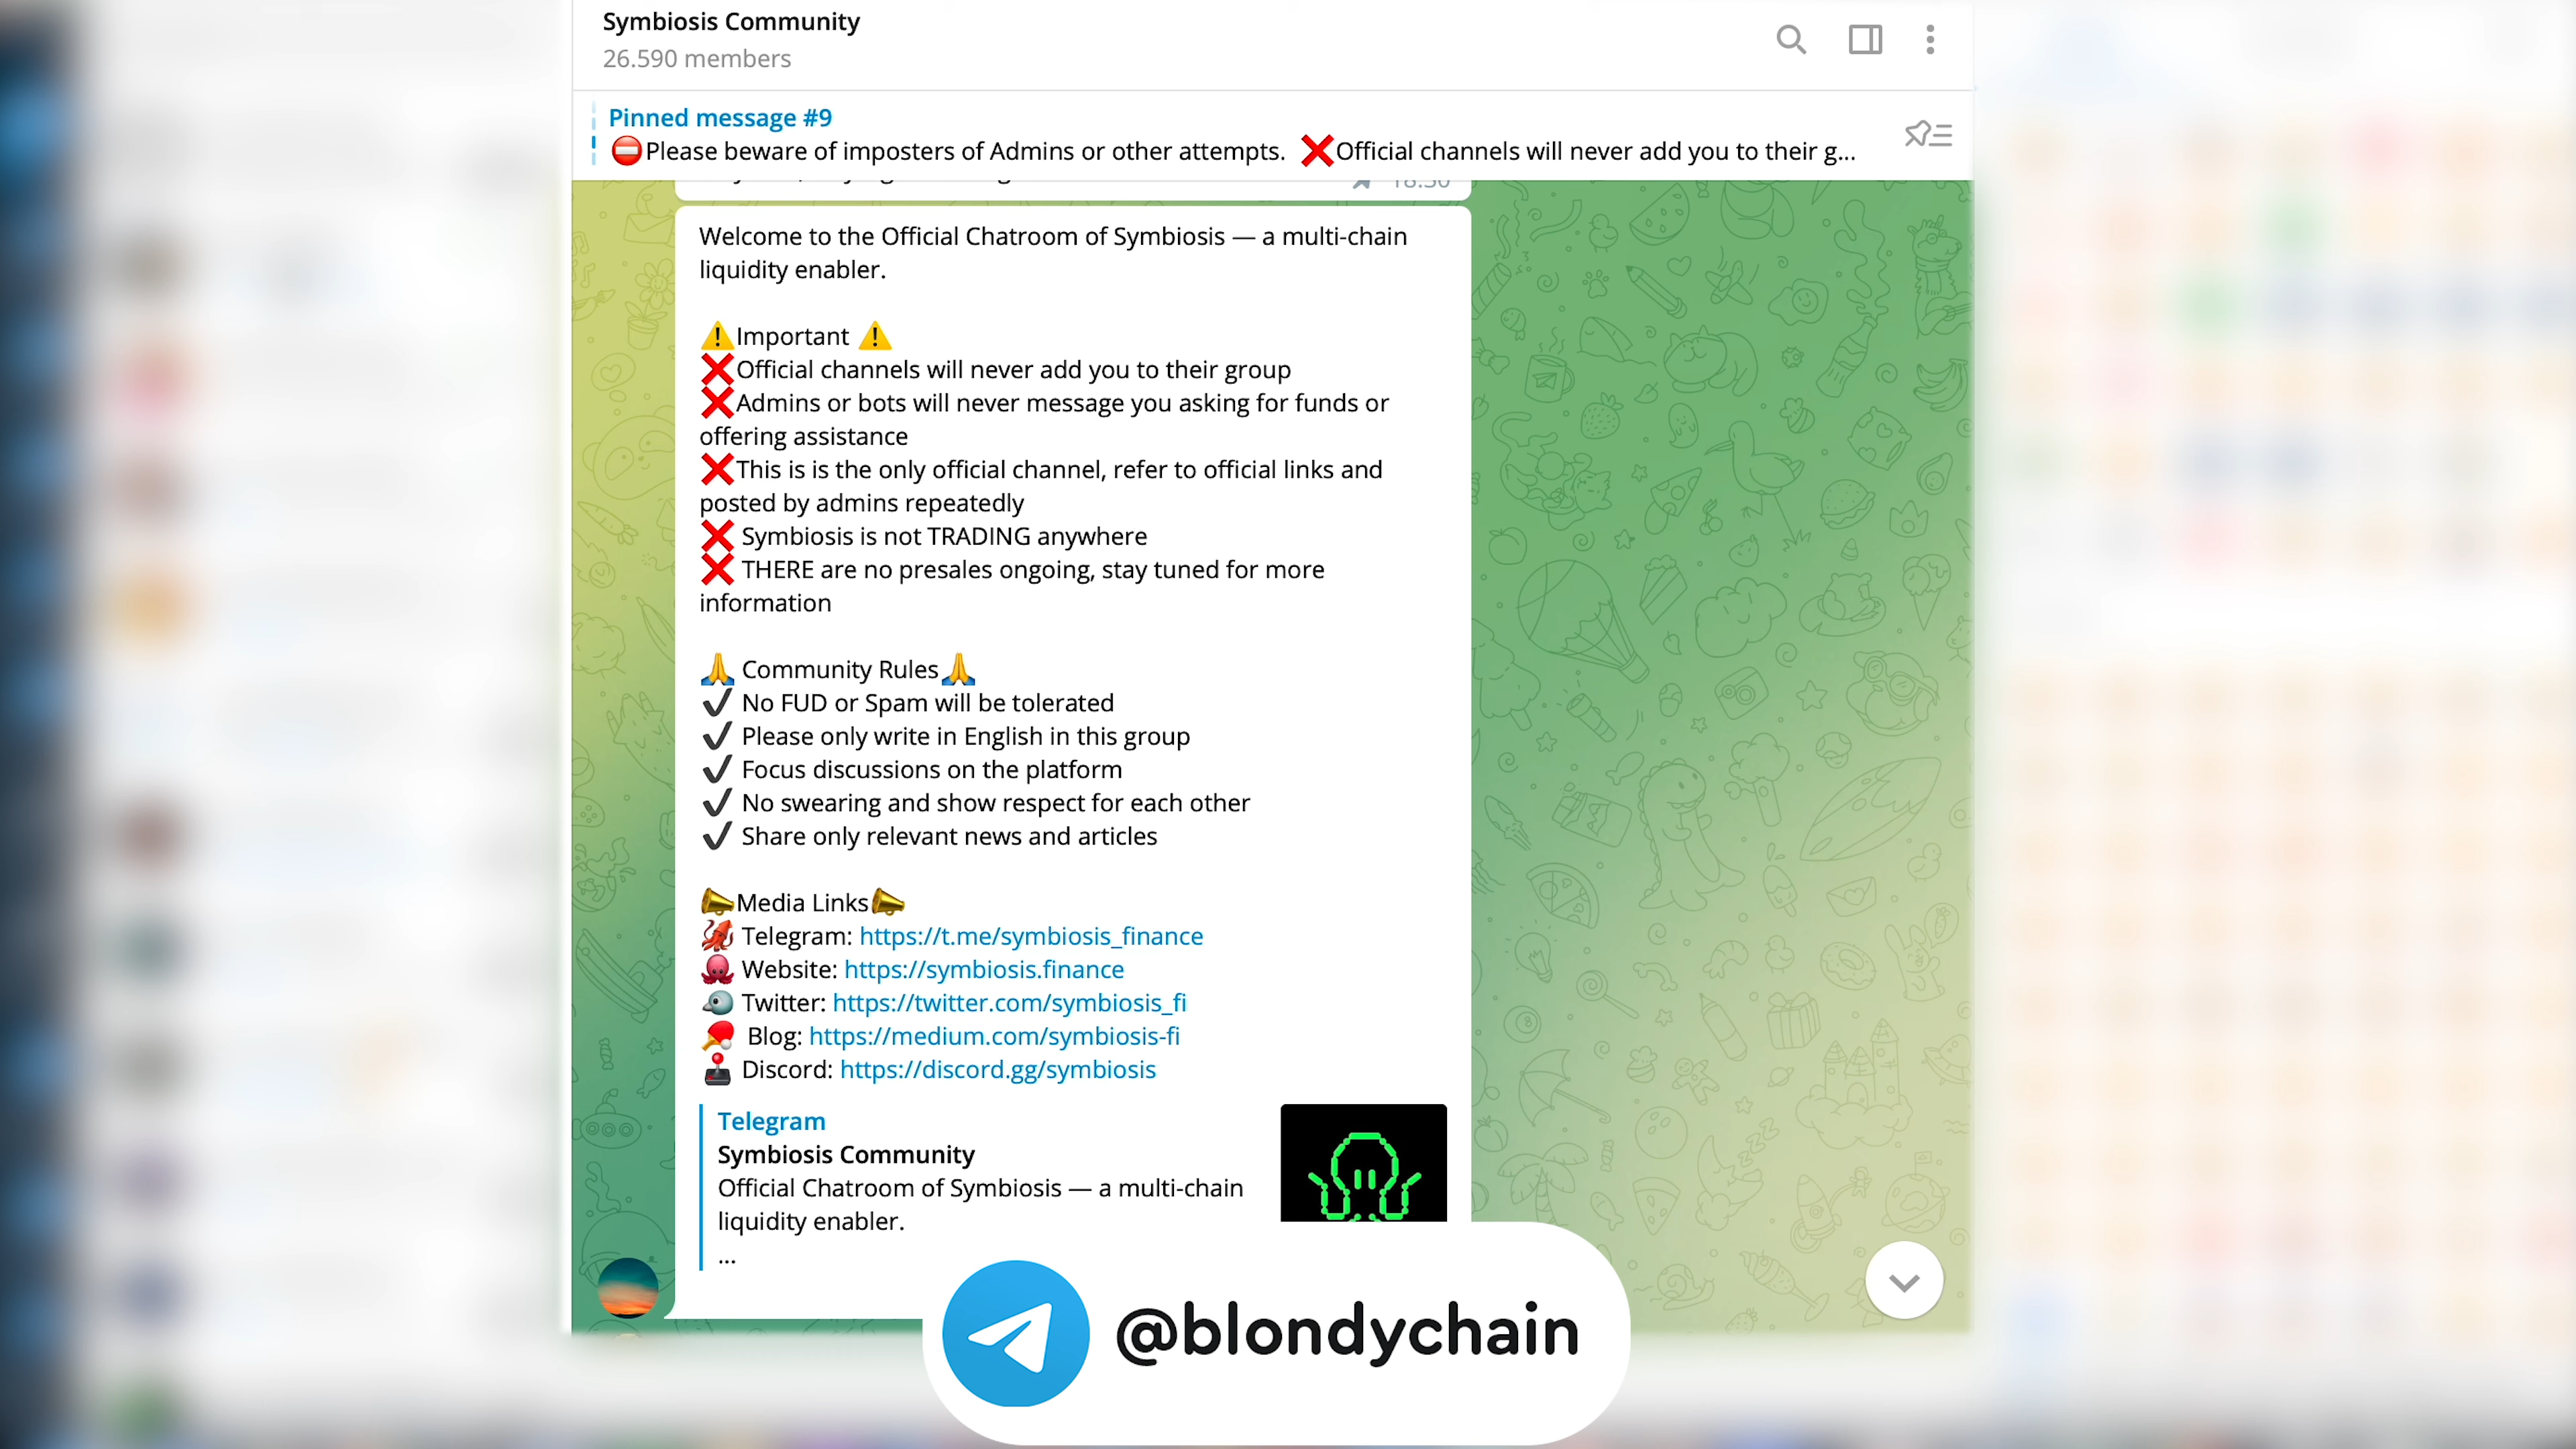 Symbiosis Community
26.590 members
Pinned message #9
⛔Please beware of imposters of Admins or other attempts. ❌Official channels will never add you to their g...
Welcome to the Official Chatroom of Symbiosis — a multi-chain
liquidity enabler.
⚠️Important ⚠️
❌Official channels will never add you to their group
❌Admins or bots will never message you asking for funds or
offering assistance
❌This is is the only official channel, refer to official links and
posted by admins repeatedly
❌ Symbiosis is not TRADING anywhere
❌ THERE are no presales ongoing, stay tuned for more
information
🙏 Community Rules🙏
✔ No FUD or Spam will be tolerated
✔ Please only write in English in this group
✔ Focus discussions on the platform
✔ No swearing and show respect for each other
✔ Share only relevant news and articles
📣Media Links📣
🦑 Telegram: https://t.me/symbiosis_finance
🐙 Website: https://symbiosis.finance
🐦 Twitter: https://twitter.com/symbiosis_fi
🏓 Blog: https://medium.com/symbiosis-fi
🕹 Discord: https://discord.gg/symbiosis
Telegram
Symbiosis Community
Official Chatroom of Symbiosis — a multi-chain
liquidity enabler.
...
@blondychain